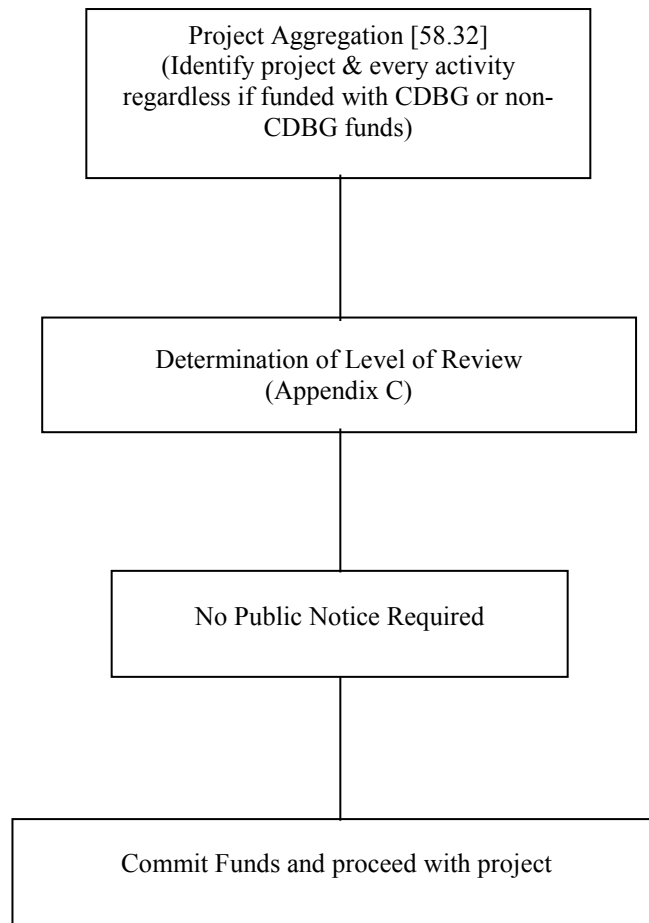 Project Aggregation [58.32]
(Identify project & every activity
regardless if funded with CDBG or non-
CDBG funds)
Determination of Level of Review
(Appendix C)
No Public Notice Required
Commit Funds and proceed with project